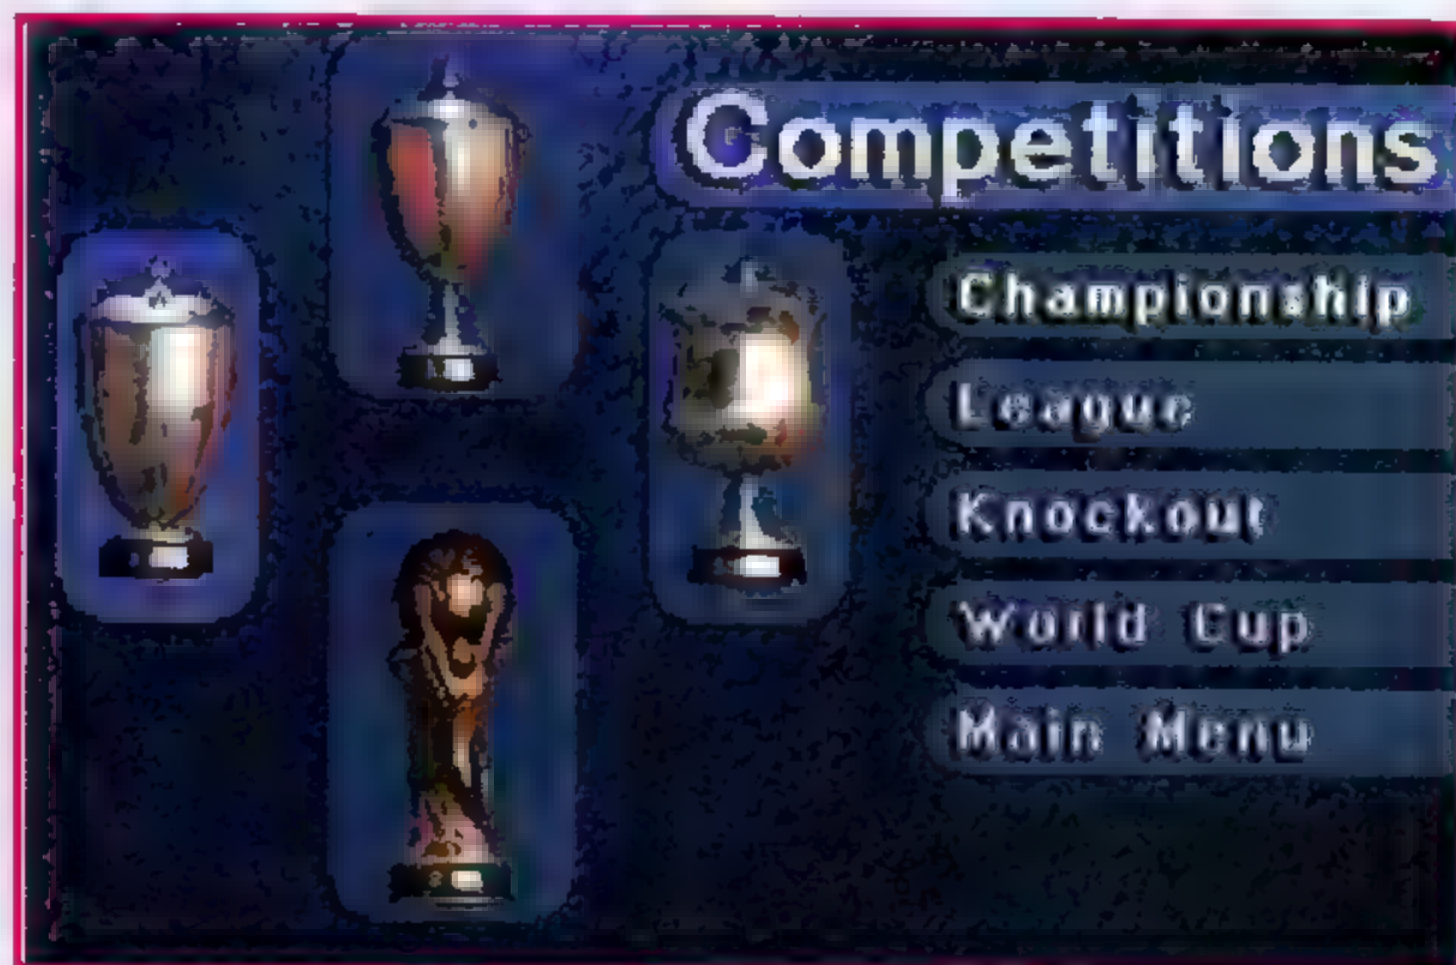 Competitions
Championship
League
Knockout
World Cup
Main Menu